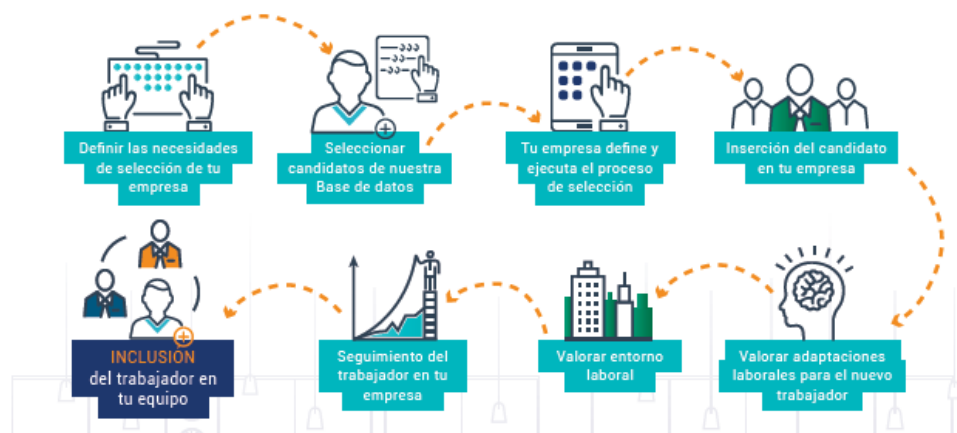 Definir las necesidades
de selección de tu
empresa
Seleccionar
candidatos de nuestra
Base de datos
Tu empresa define y
ejecuta el proceso
de selección
Inserción del candidato
en tu empresa
Valorar adaptaciones
laborales para el nuevo
trabajador
Valorar entorno
laboral
Seguimiento del
trabajador en tu
empresa
INCLUSIÓN
del trabajador en
tu equipo